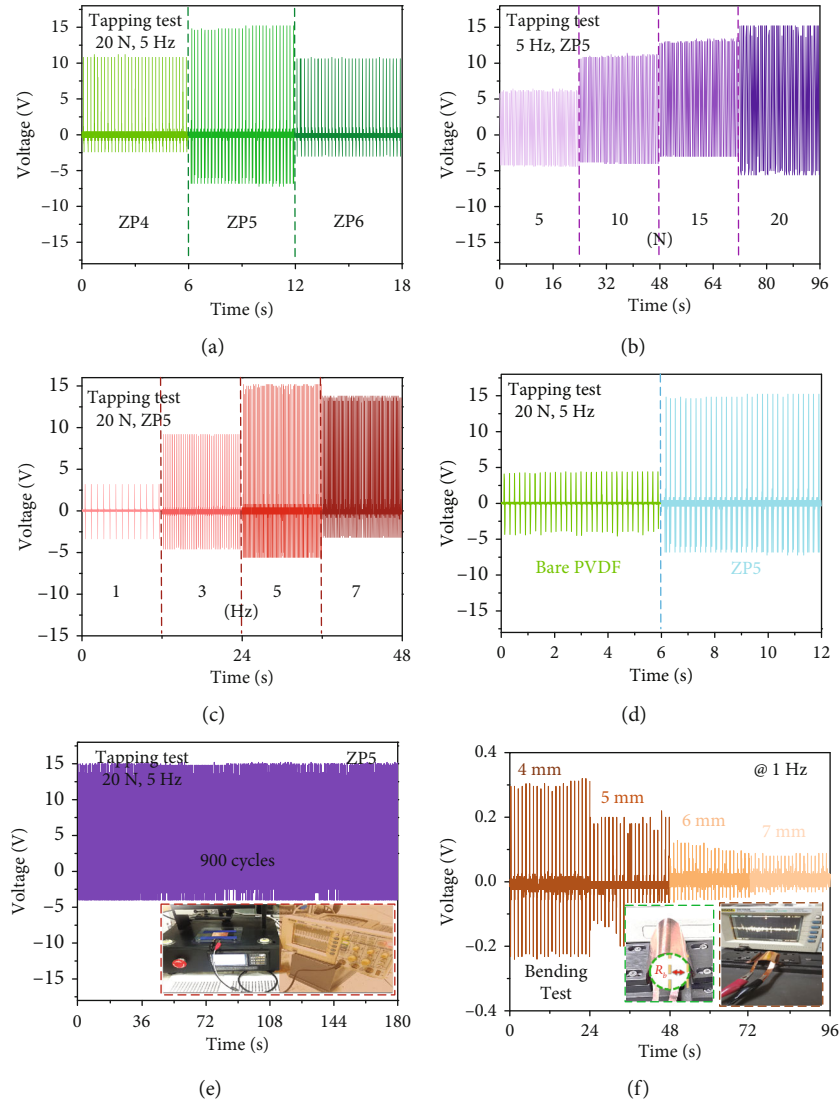 Tapping test
20 N, 5 Hz
15
10
5
0
−5
−10
−15
Voltage (V)
ZP4
ZP5
ZP6
0
6
12
18
Time (s)
(a)
Tapping test
5 Hz, ZP5
15
10
5
0
−5
−10
−15
Voltage (V)
5
10
15
20
(N)
0
16
32
48
64
80
96
Time (s)
(b)
Tapping test
20 N, ZP5
15
10
5
0
−5
−10
−15
Voltage (V)
1
3
5
7
(Hz)
0
24
48
Time (s)
(c)
Tapping test
20 N, 5 Hz
15
10
5
0
−5
−10
−15
Voltage (V)
Bare PVDF
ZP5
0
2
4
6
8
10
12
Time (s)
(d)
Tapping test
20 N, 5 Hz
ZP5
15
10
5
0
−5
−10
−15
Voltage (V)
900 cycles
0
36
72
108
144
180
Time (s)
(e)
0.4
0.2
0.0
−0.2
−0.4
Voltage (V)
4 mm
5 mm
6 mm
7 mm
@ 1 Hz
Bending
Test
Rb
0
24
48
72
96
Time (s)
(f)